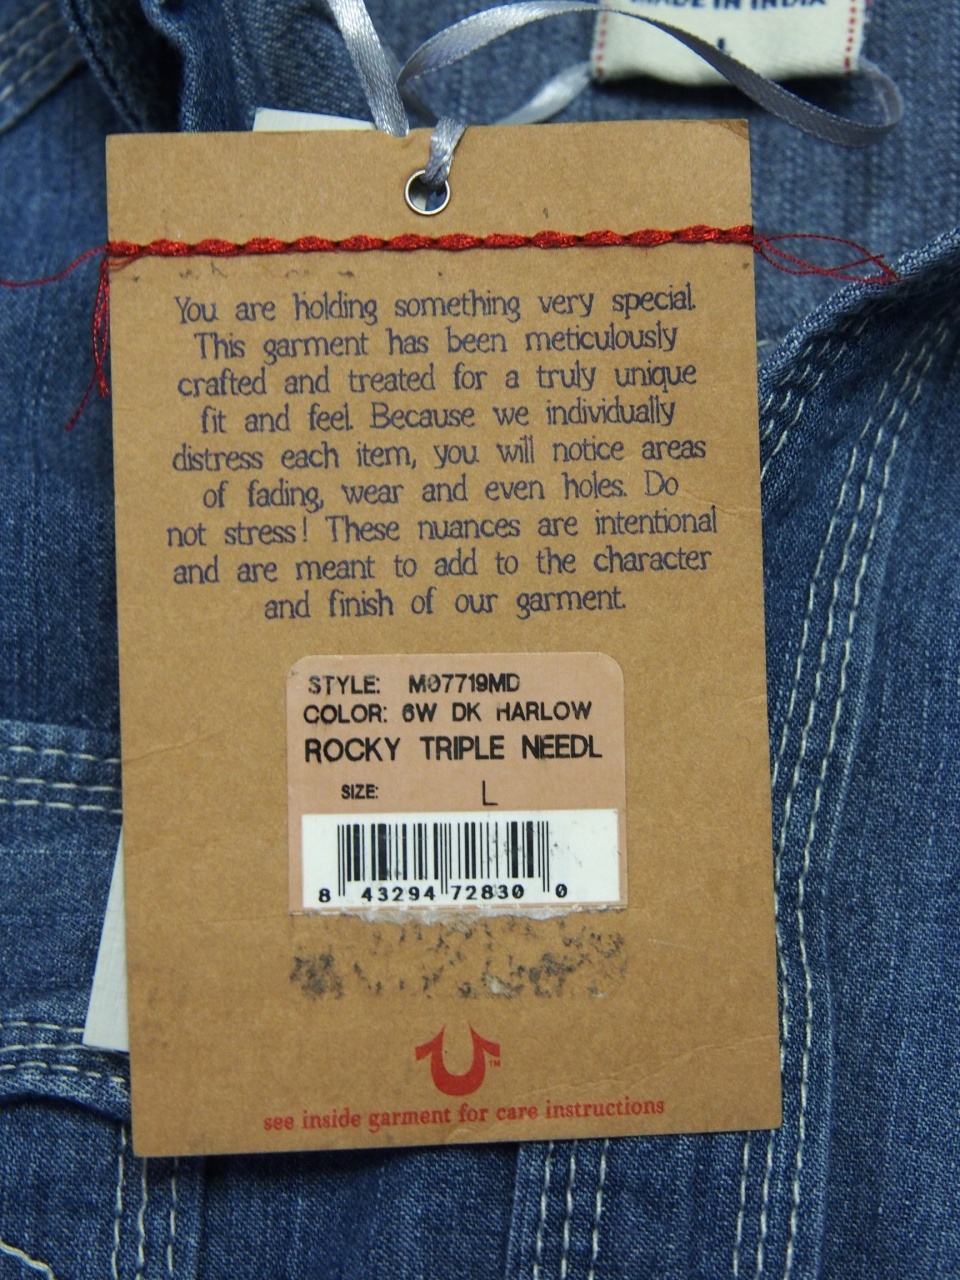 MADE IN INDIA
L
You are holding something very special.
This garment has been meticulously
crafted and treated for a truly unique
fit and feel. Because we individually
distress each item, you will notice areas
of fading, wear and even holes. Do
not stress! These nuances are intentional
and are meant to add to the character
and finish of our garment.
STYLE: M07719MD
COLOR: 6W DK HARLOW
ROCKY TRIPLE NEEDL
SIZE: L
8 43294 72830 0
TM
see inside garment for care instructions